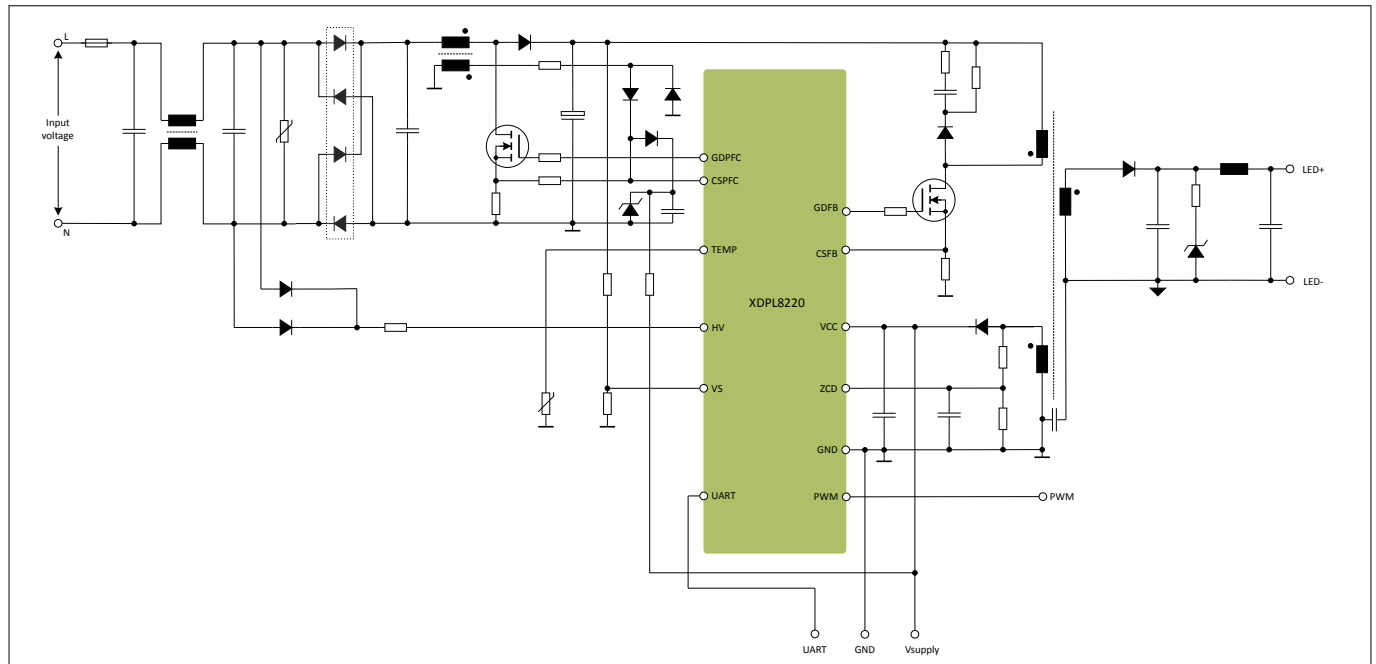 L
Input
voltage
N
GDPFC
CSPFC
TEMP
HV
VS
UART
XDPL8220
GDFB
CSFB
VCC
ZCD
GND
PWM
LED+
LED-
PWM
UART
GND
Vsupply